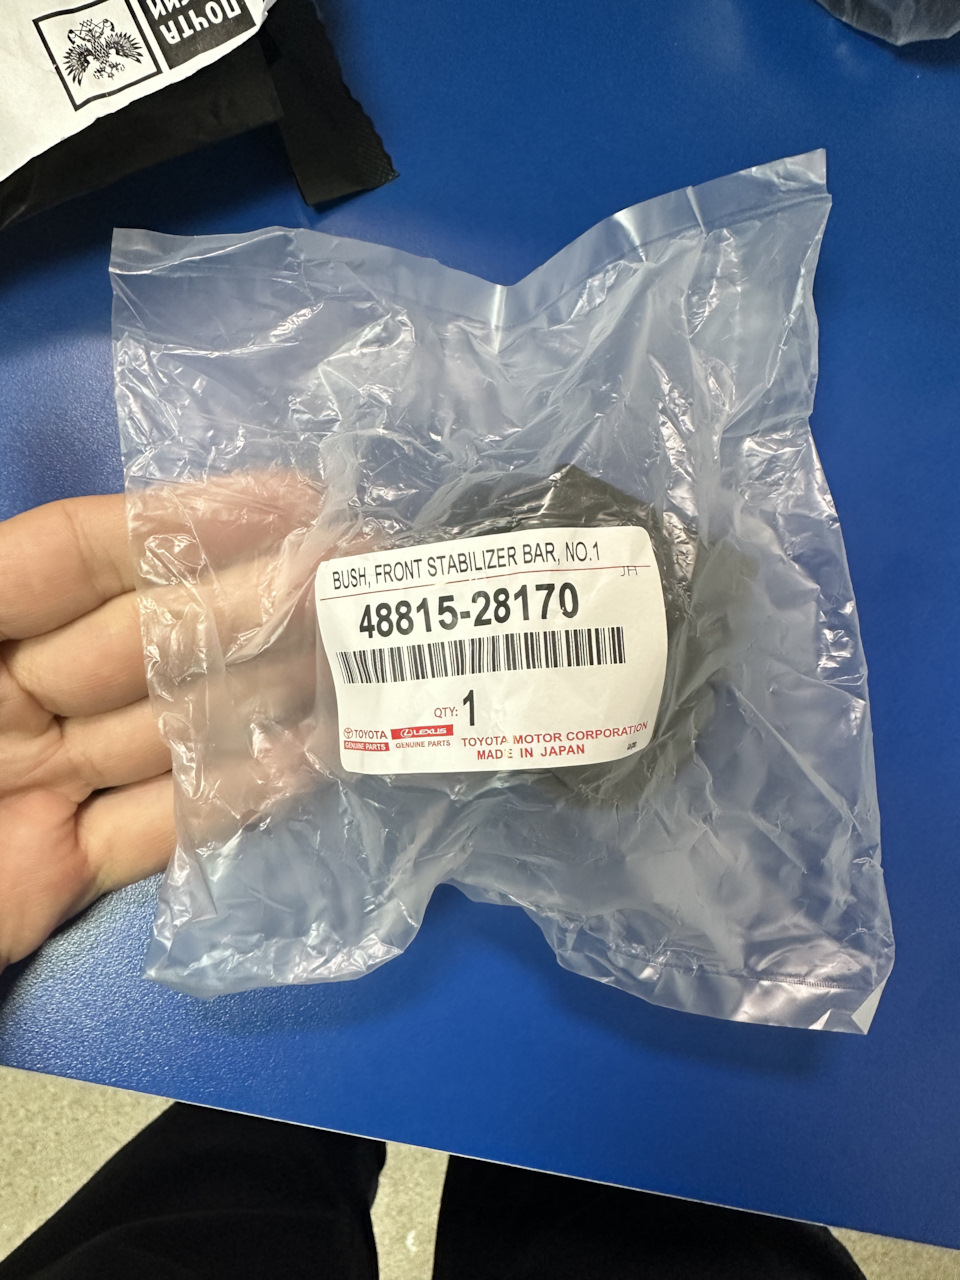 ПОЧТА
BUSH, FRONT STABILIZER BAR, NO.1
JH
48815-28170
QTY: 1
TOYOTA
GENUINE PARTS
LEXUS
GENUINE PARTS
TOYOTA MOTOR CORPORATION
MADE IN JAPAN